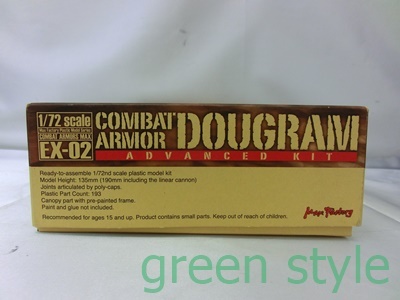 1/72 scale
Max Factory Plastic Model Series
COMBAT ARMORS MAX
EX-02
COMBAT
ARMOR
DOUGRAM
ADVANCED KIT
Ready-to-assemble 1/72nd scale plastic model kit
Model Height: 135mm (190mm including the linear cannon)
Joints articulated by poly-caps.
Plastic Part Count: 193
Canopy part with pre-painted frame.
Paint and glue not included.
Recommended for ages 15 and up. Product contains small parts. Keep out of reach of children.
Max Factory
green style